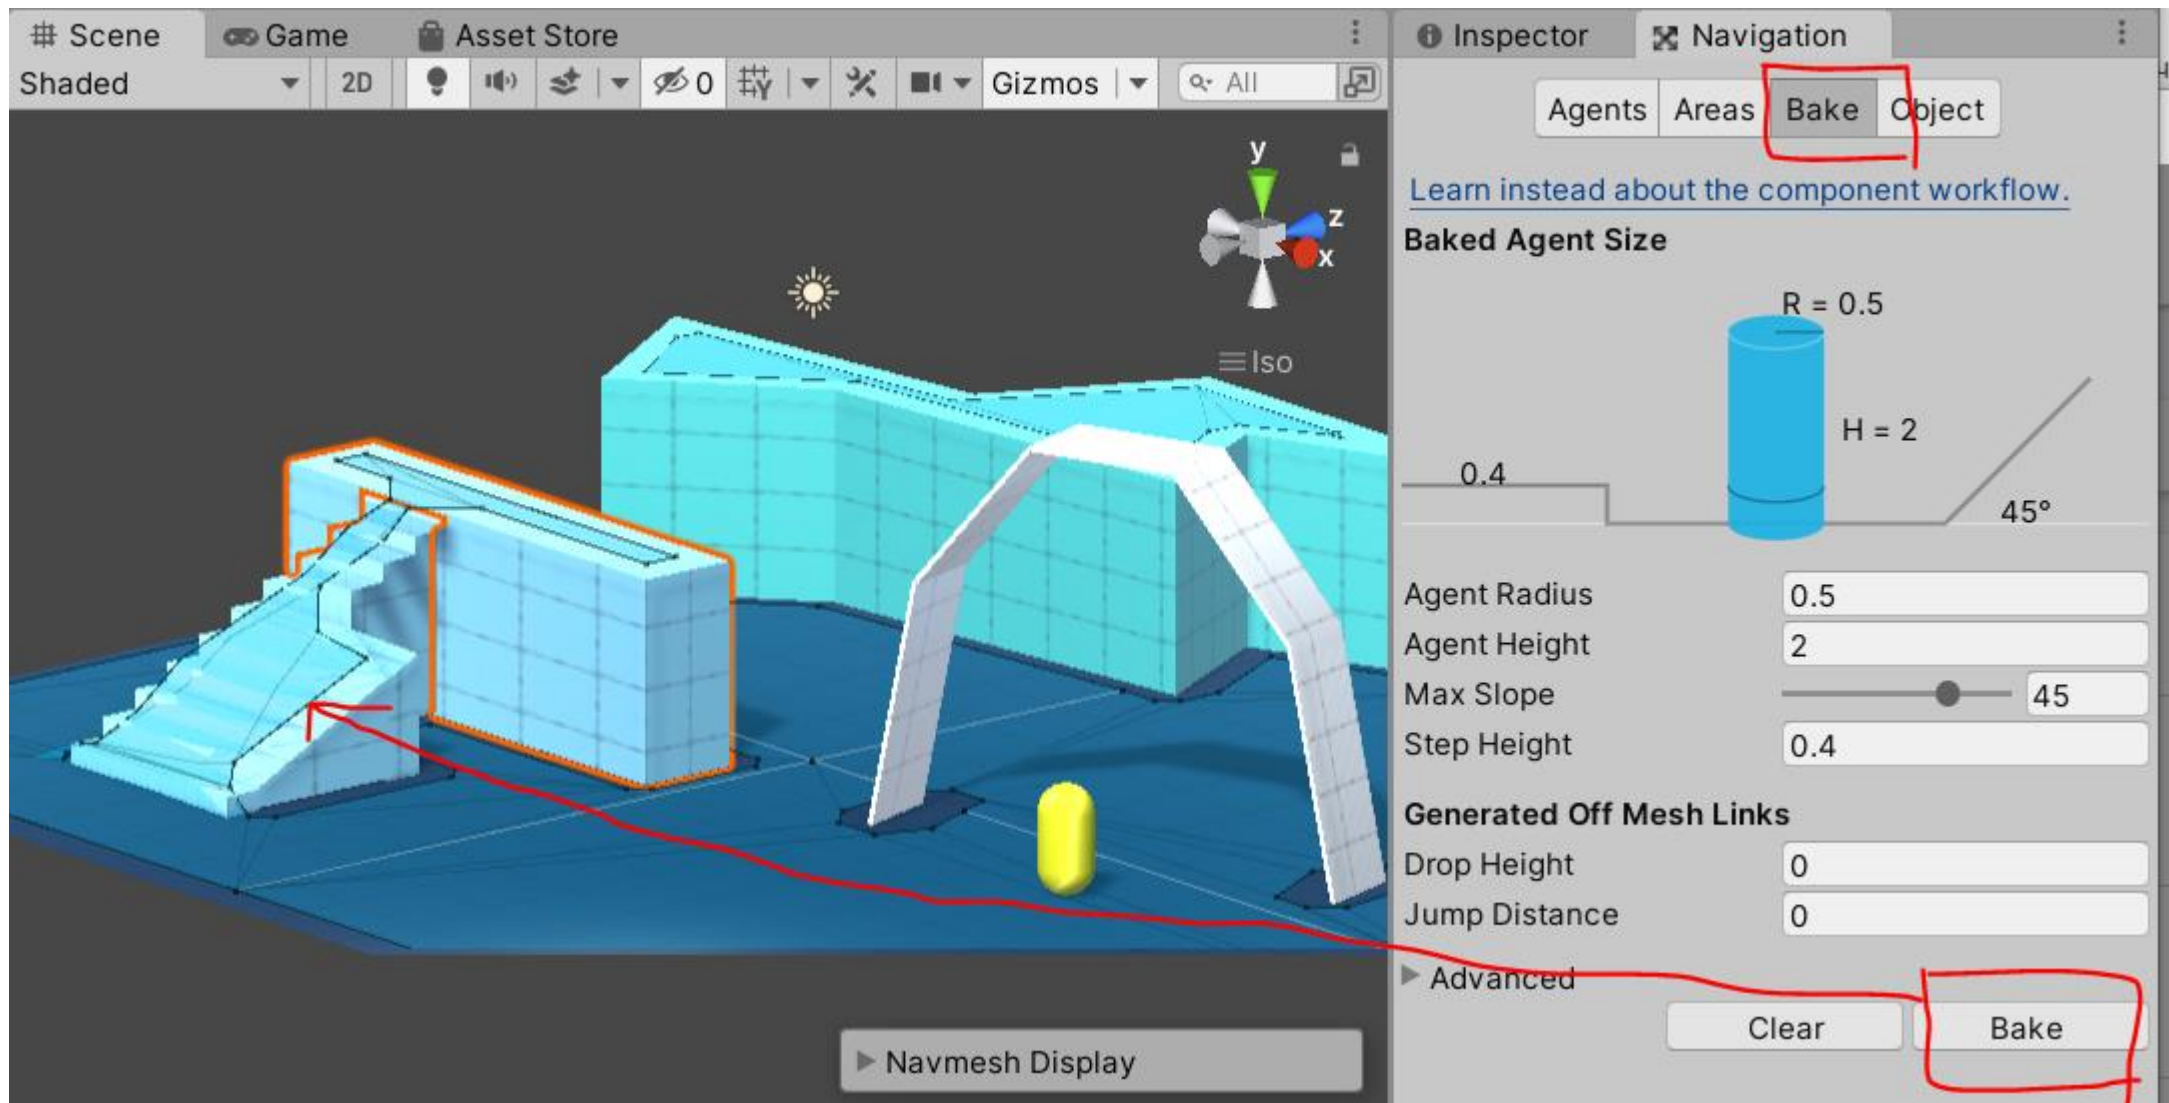 Scene Game Asset Store
Shaded 2D 0 Gizmos All
y
z
x
Iso
Navmesh Display
Inspector Navigation
Agents Areas Bake Object
Learn instead about the component workflow.
Baked Agent Size
R = 0.5
H = 2
0.4
45°
Agent Radius 0.5
Agent Height 2
Max Slope 45
Step Height 0.4
Generated Off Mesh Links
Drop Height 0
Jump Distance 0
Advanced
Clear Bake